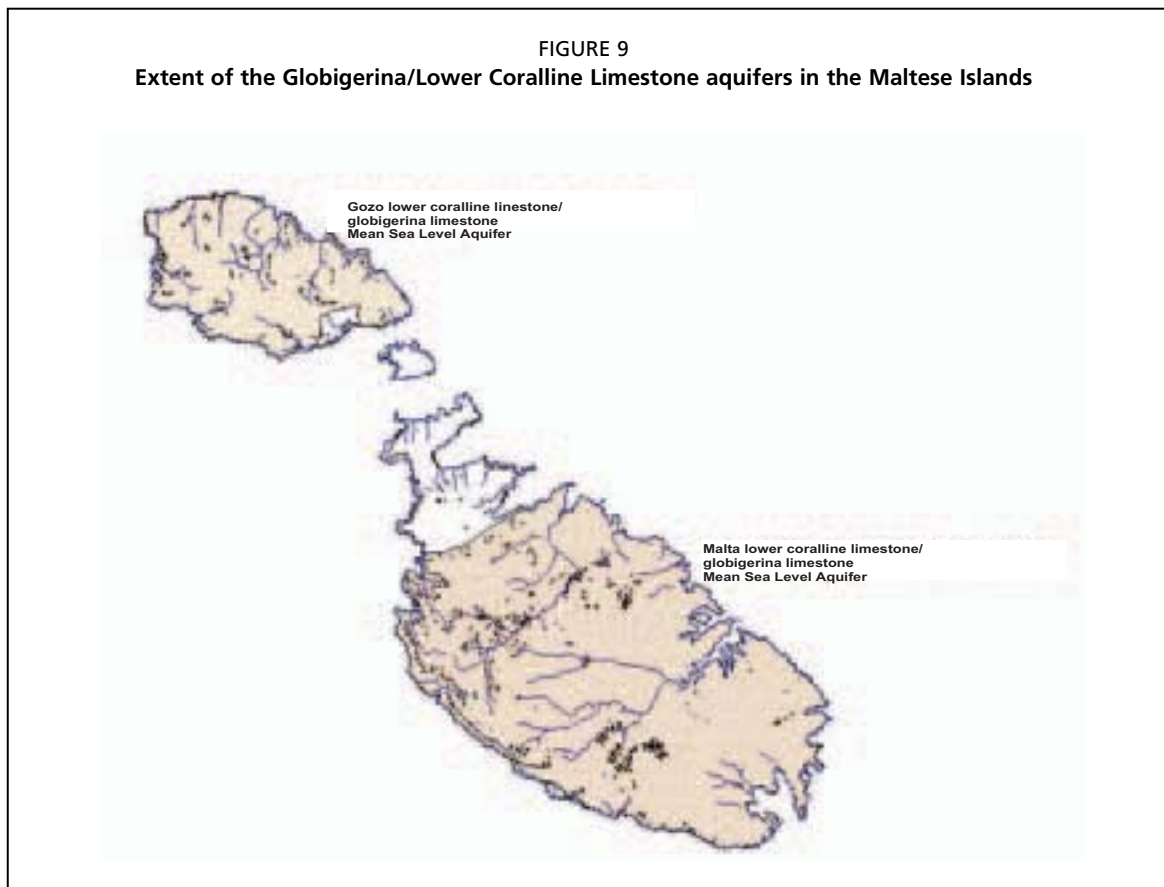 FIGURE 9
Extent of the Globigerina/Lower Coralline Limestone aquifers in the Maltese Islands
Gozo lower coralline linestone/
globigerina limestone
Mean Sea Level Aquifer
Malta lower coralline limestone/
globigerina limestone
Mean Sea Level Aquifer